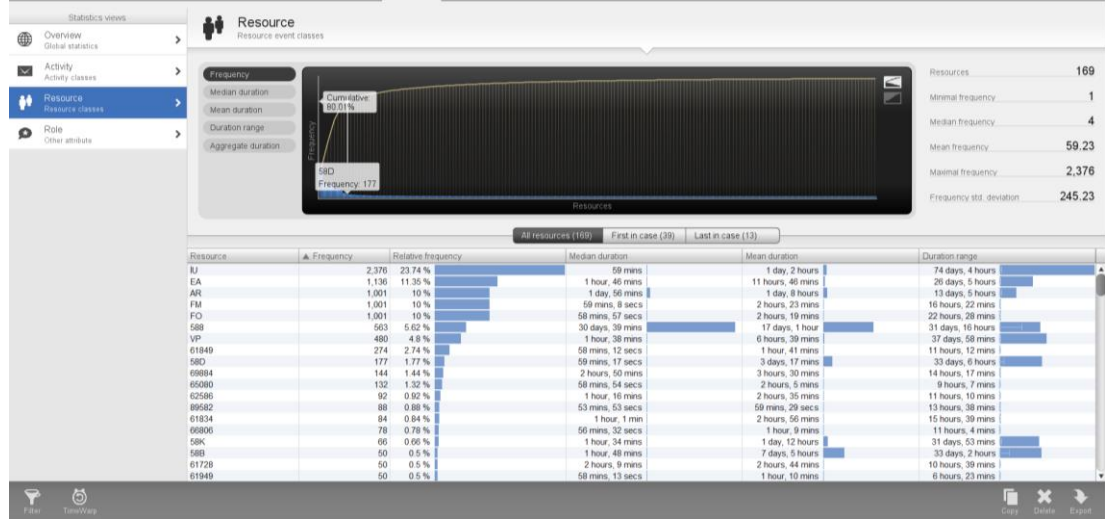 Statistics views
Overview
Global statistics
Activity
Activity classes
Resource
Resource classes
Role
Other attribute
Resource
Resource event classes
Frequency
Median duration
Mean duration
Duration range
Aggregate duration
Frequency
Cumulative:
80.01%
58D
Frequency: 177
Resources
Resources 169
Minimal frequency 1
Median frequency 4
Mean frequency 59.23
Maximal frequency 2,376
Frequency std. deviation 245.23
All resources (169) First in case (39) Last in case (13)
Resource ▲ Frequency Relative frequency Median duration Mean duration Duration range
IU 2,376 23.74 % 59 mins 1 day, 2 hours 74 days, 4 hours
EA 1,136 11.35 % 1 hour, 46 mins 11 hours, 46 mins 26 days, 5 hours
AR 1,001 10 % 1 day, 56 mins 1 day, 8 hours 13 days, 5 hours
FM 1,001 10 % 59 mins, 8 secs 2 hours, 23 mins 16 hours, 22 mins
FO 1,001 10 % 58 mins, 57 secs 2 hours, 19 mins 22 hours, 28 mins
588 563 5.62 % 30 days, 39 mins 17 days, 1 hour 31 days, 16 hours
VP 480 4.8 % 1 hour, 38 mins 6 hours, 39 mins 37 days, 58 mins
61849 274 2.74 % 58 mins, 12 secs 1 hour, 41 mins 11 hours, 12 mins
58D 177 1.77 % 59 mins, 17 secs 3 days, 17 mins 33 days, 6 hours
69884 144 1.44 % 2 hours, 50 mins 3 hours, 30 mins 14 hours, 17 mins
65080 132 1.32 % 58 mins, 54 secs 2 hours, 5 mins 9 hours, 7 mins
62586 92 0.92 % 1 hour, 16 mins 2 hours, 35 mins 11 hours, 10 mins
89582 88 0.88 % 53 mins, 53 secs 59 mins, 29 secs 13 hours, 38 mins
61834 84 0.84 % 1 hour, 1 min 2 hours, 56 mins 15 hours, 39 mins
66806 78 0.78 % 56 mins, 32 secs 1 hour, 9 mins 11 hours, 4 mins
58K 66 0.66 % 1 hour, 34 mins 1 day, 12 hours 31 days, 53 mins
58B 50 0.5 % 1 hour, 48 mins 7 days, 5 hours 33 days, 2 hours
61728 50 0.5 % 2 hours, 9 mins 2 hours, 44 mins 10 hours, 39 mins
61949 50 0.5 % 58 mins, 13 secs 1 hour, 10 mins 6 hours, 23 mins
Filter TimeWarp Copy Delete Export